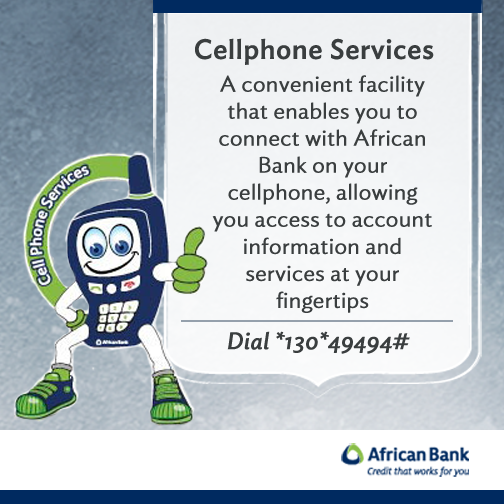 Cellphone Services
A convenient facility
that enables you to
connect with African
Bank on your
cellphone, allowing
you access to account
information and
services at your
fingertips
Dial *130*49494#
Cell Phone Services
African Bank
African Bank
Credit that works for you